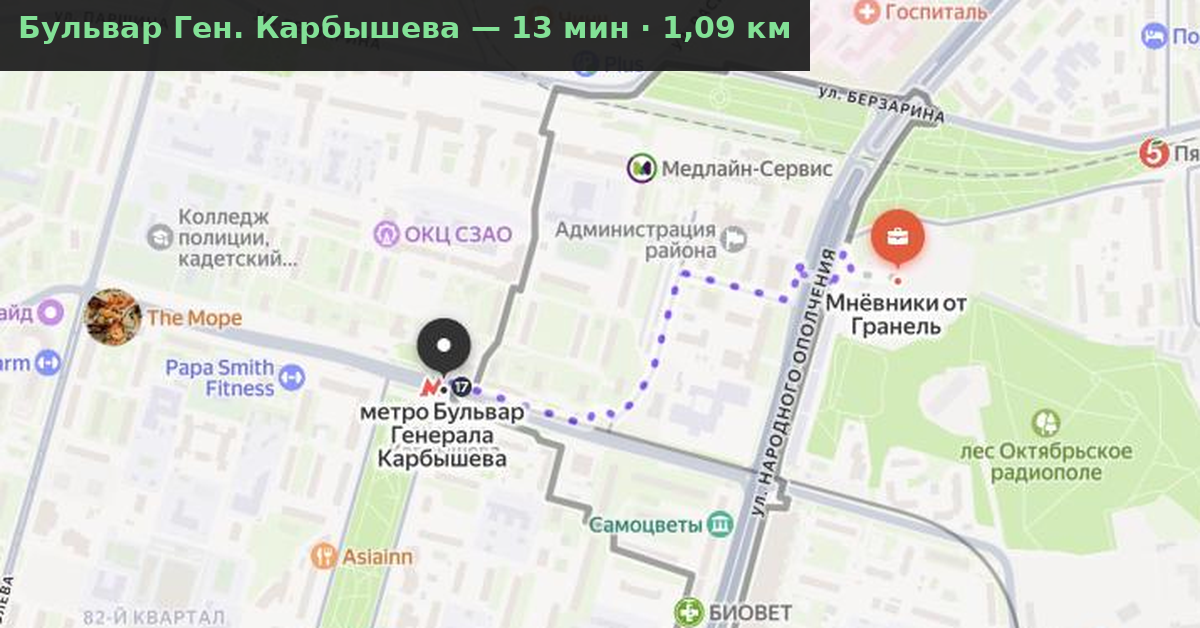 Бульвар Ген. Карбышева — 13 мин · 1,09 км
Госпиталь
По
Plus
ул. БЕРЗАРИНА
5
Пя
Медлайн-Сервис
Колледж
полиции,
кадетский...
ОКЦ СЗАО
Администрация
района
айд
The Море
Мнёвники от
Гранель
arm
Papa Smith
Fitness
17
метро Бульвар
Генерала
Карбышева
ул. НАРОДНОГО ОПОЛЧЕНИЯ
лес Октябрьское
радиополе
Самоцветы
Asiainn
82-Й КВАРТАЛ
БИОВЕТ